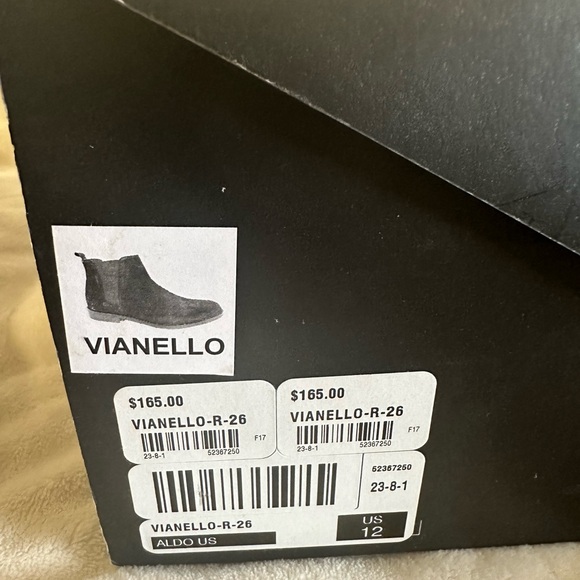 VIANELLO
$165.00
VIANELLO-R-26
F17
23-8-1 52367250
$165.00
VIANELLO-R-26
F17
23-8-1 52367250
52367250
23-8-1
VIANELLO-R-26
ALDO US
US
12